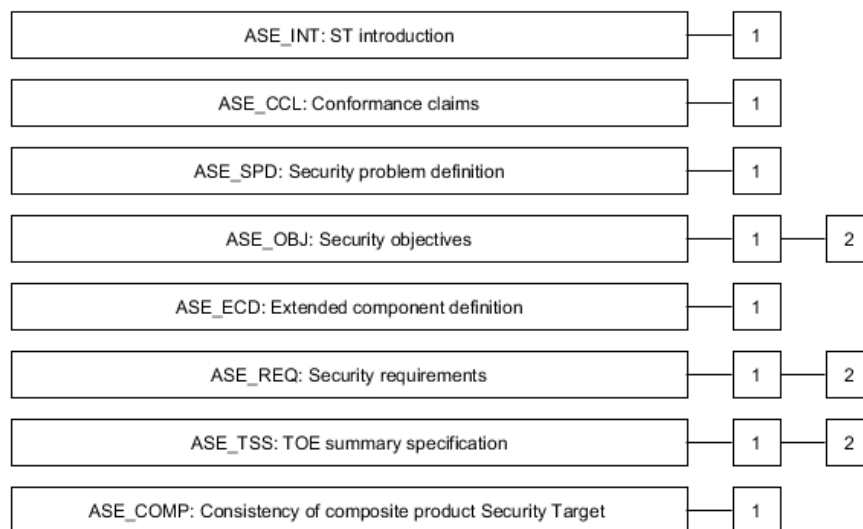 ASE_INT: ST introduction 1
ASE_CCL: Conformance claims 1
ASE_SPD: Security problem definition 1
ASE_OBJ: Security objectives 1 2
ASE_ECD: Extended component definition 1
ASE_REQ: Security requirements 1 2
ASE_TSS: TOE summary specification 1 2
ASE_COMP: Consistency of composite product Security Target 1